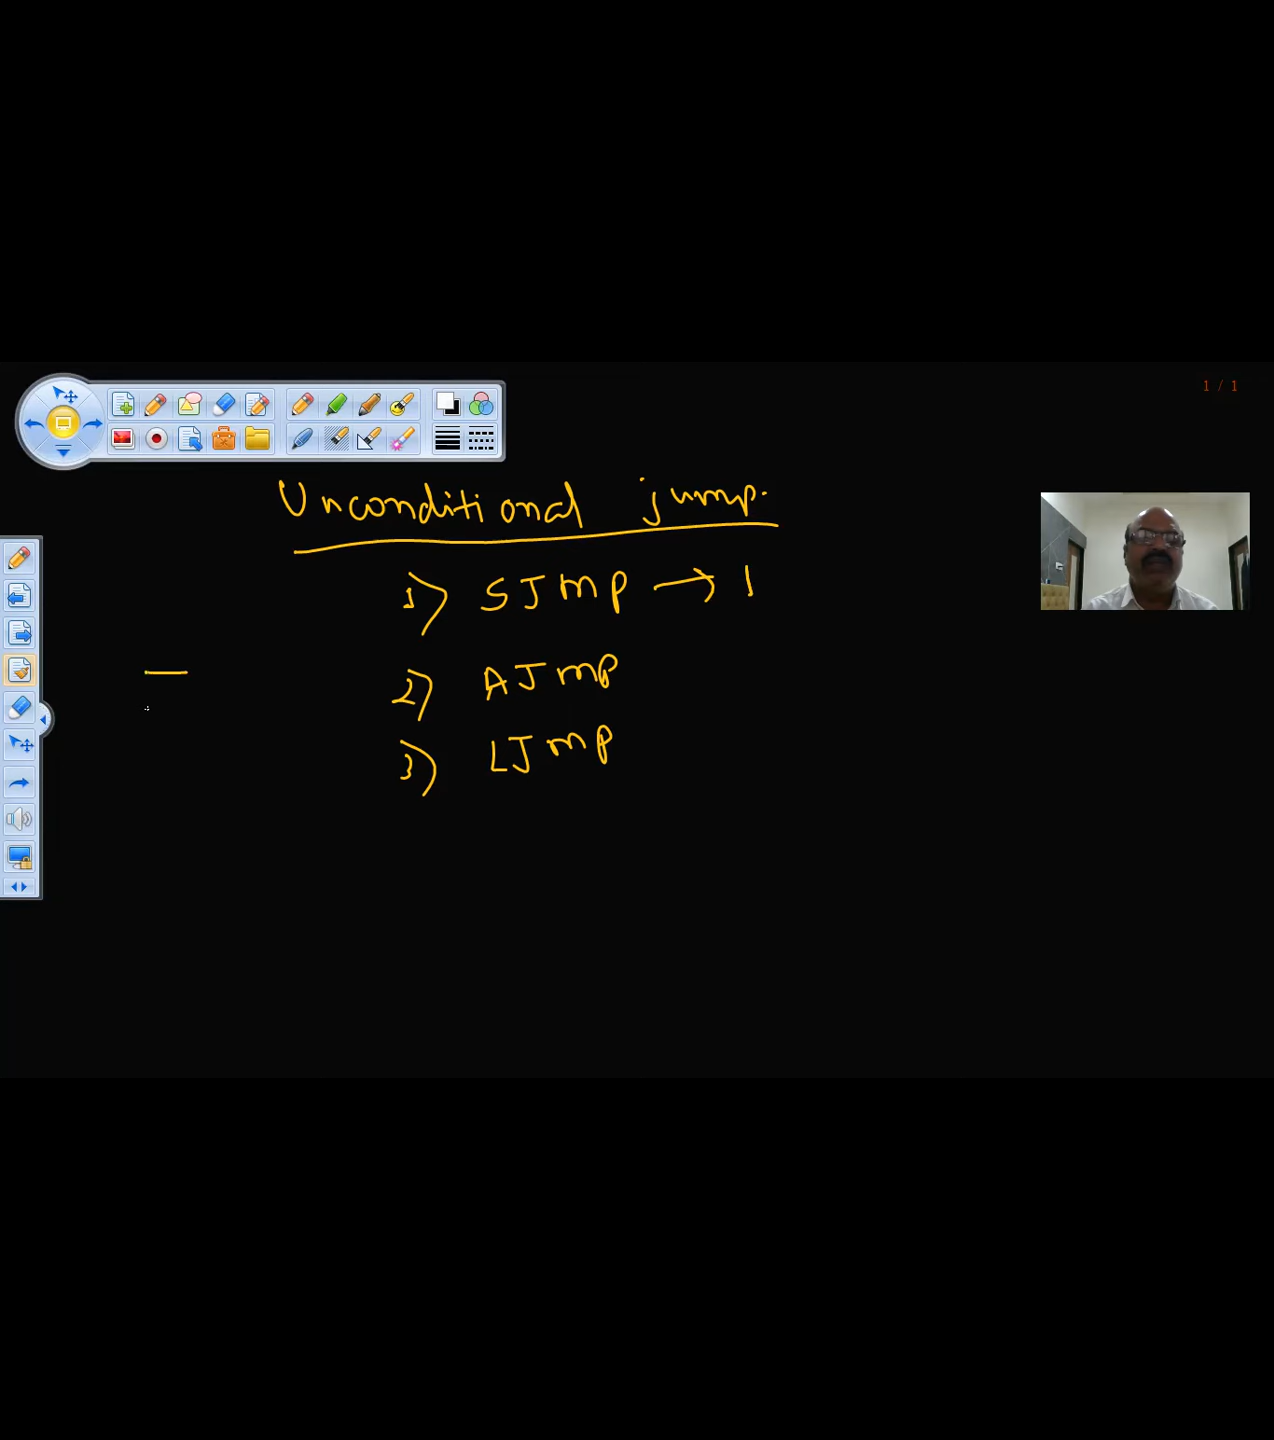 1 / 1
Unconditional jump.
1) SJmp → 1
2) AJmp
3) LJmp